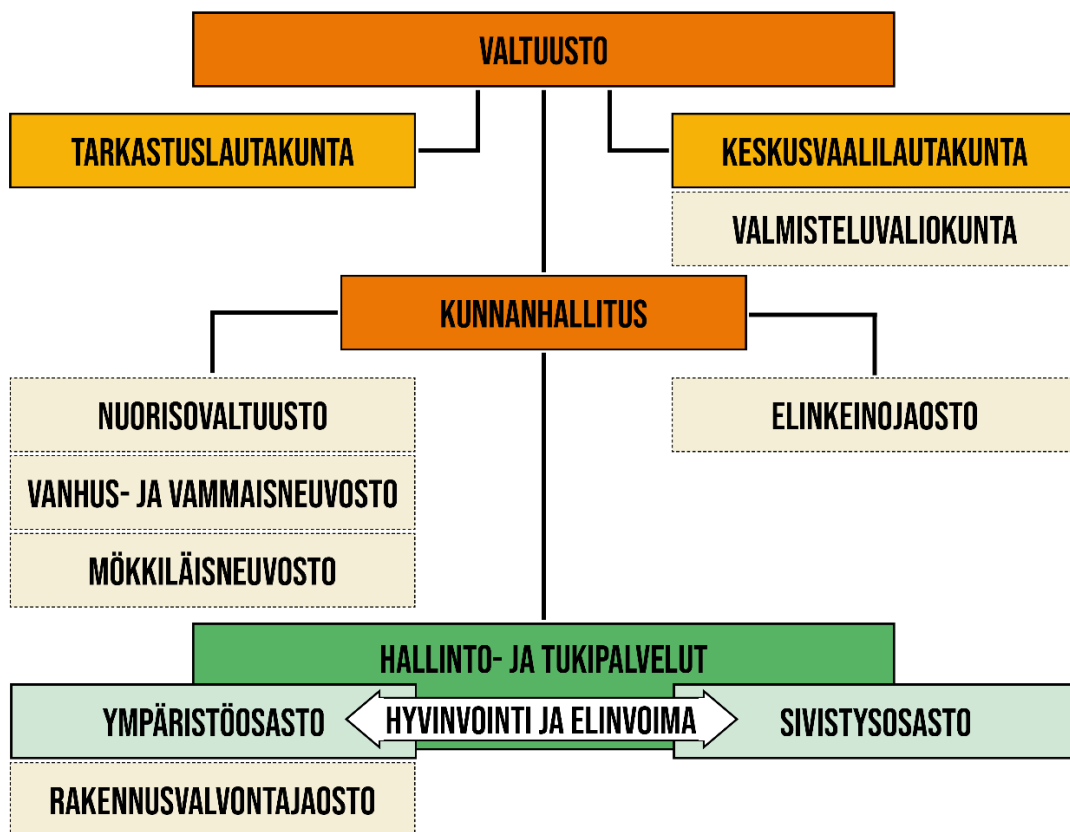 VALTUUSTO
TARKASTUSLAUTAKUNTA
KESKUSVAALILAUTAKUNTA
VALMISTELUVALIOKUNTA
KUNNANHALLITUS
NUORISOVALTUUSTO
ELINKEINOJAOSTO
VANHUS- JA VAMMAISNEUVOSTO
MÖKKILÄISNEUVOSTO
HALLINTO- JA TUKIPALVELUT
YMPÄRISTÖOSASTO
HYVINVOINTI JA ELINVOIMA
SIVISTYSOSASTO
RAKENNUSVALVONTAJAOSTO